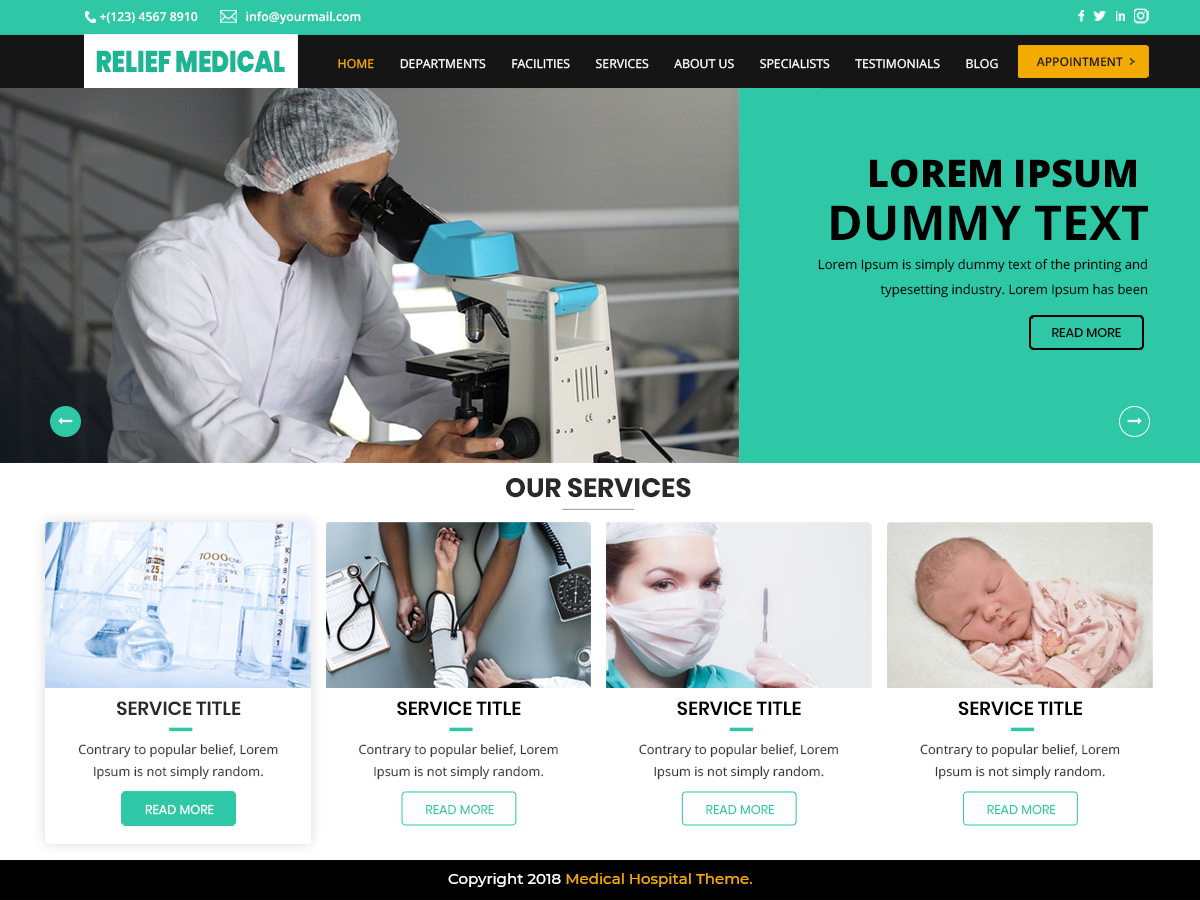 +(123) 4567 8910 info@yourmail.com
RELIEF MEDICAL
HOME DEPARTMENTS FACILITIES SERVICES ABOUT US SPECIALISTS TESTIMONIALS BLOG APPOINTMENT
LOREM IPSUM
DUMMY TEXT
Lorem Ipsum is simply dummy text of the printing and
typesetting industry. Lorem Ipsum has been
READ MORE
OUR SERVICES
SERVICE TITLE
Contrary to popular belief, Lorem
Ipsum is not simply random.
READ MORE
SERVICE TITLE
Contrary to popular belief, Lorem
Ipsum is not simply random.
READ MORE
SERVICE TITLE
Contrary to popular belief, Lorem
Ipsum is not simply random.
READ MORE
SERVICE TITLE
Contrary to popular belief, Lorem
Ipsum is not simply random.
READ MORE
Copyright 2018 Medical Hospital Theme.